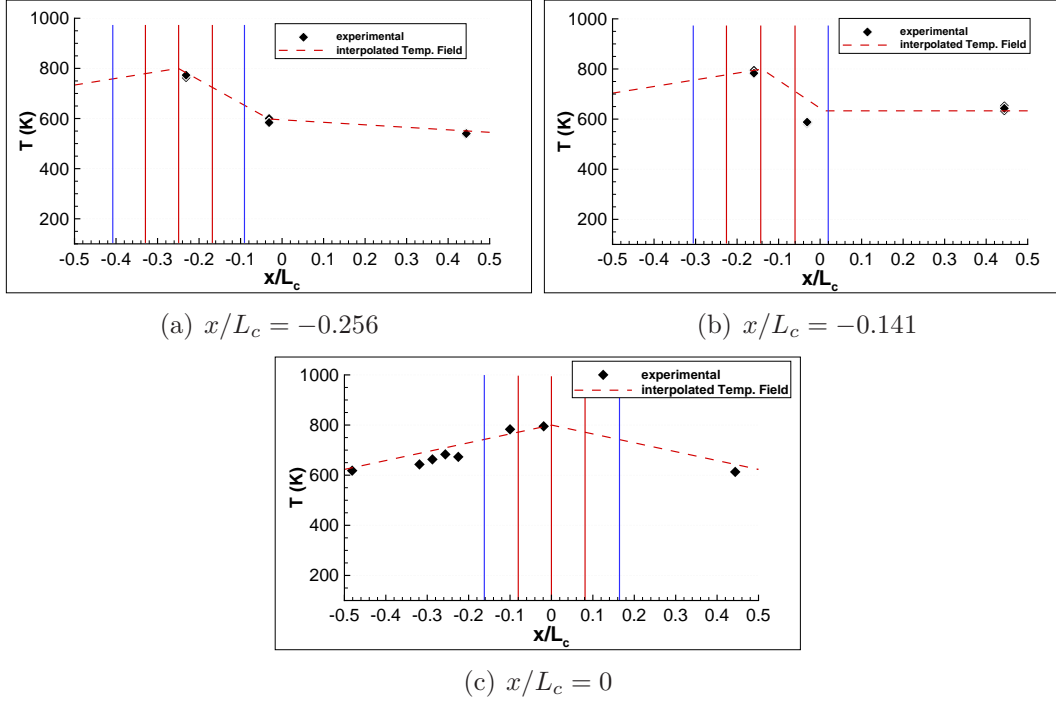 1000
800
600
400
200
T (K)
-0.5 -0.4 -0.3 -0.2 -0.1 0 0.1 0.2 0.3 0.4 0.5
x/Lc
experimental
interpolated Temp. Field
(a) x/Lc = −0.256
1000
800
600
400
200
T (K)
-0.5 -0.4 -0.3 -0.2 -0.1 0 0.1 0.2 0.3 0.4 0.5
x/Lc
experimental
interpolated Temp. Field
(b) x/Lc = −0.141
1000
800
600
400
200
T (K)
-0.5 -0.4 -0.3 -0.2 -0.1 0 0.1 0.2 0.3 0.4 0.5
x/Lc
experimental
interpolated Temp. Field
(c) x/Lc = 0